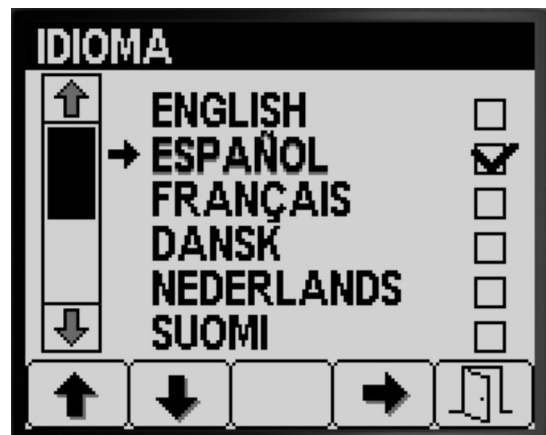 IDIOMA
ENGLISH
ESPAÑOL
FRANÇAIS
DANSK
NEDERLANDS
SUOMI